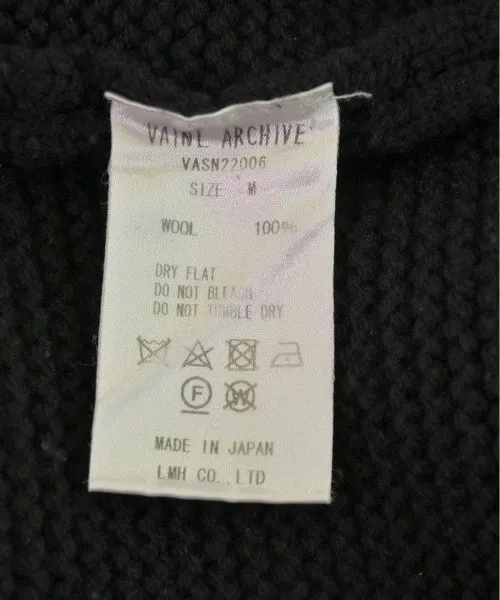 VAINL ARCHIVE
VASN22006
SIZE M
WOOL 100%
DRY FLAT
DO NOT BLEACH
DO NOT TUMBLE DRY
F
W
MADE IN JAPAN
LMH CO.,LTD